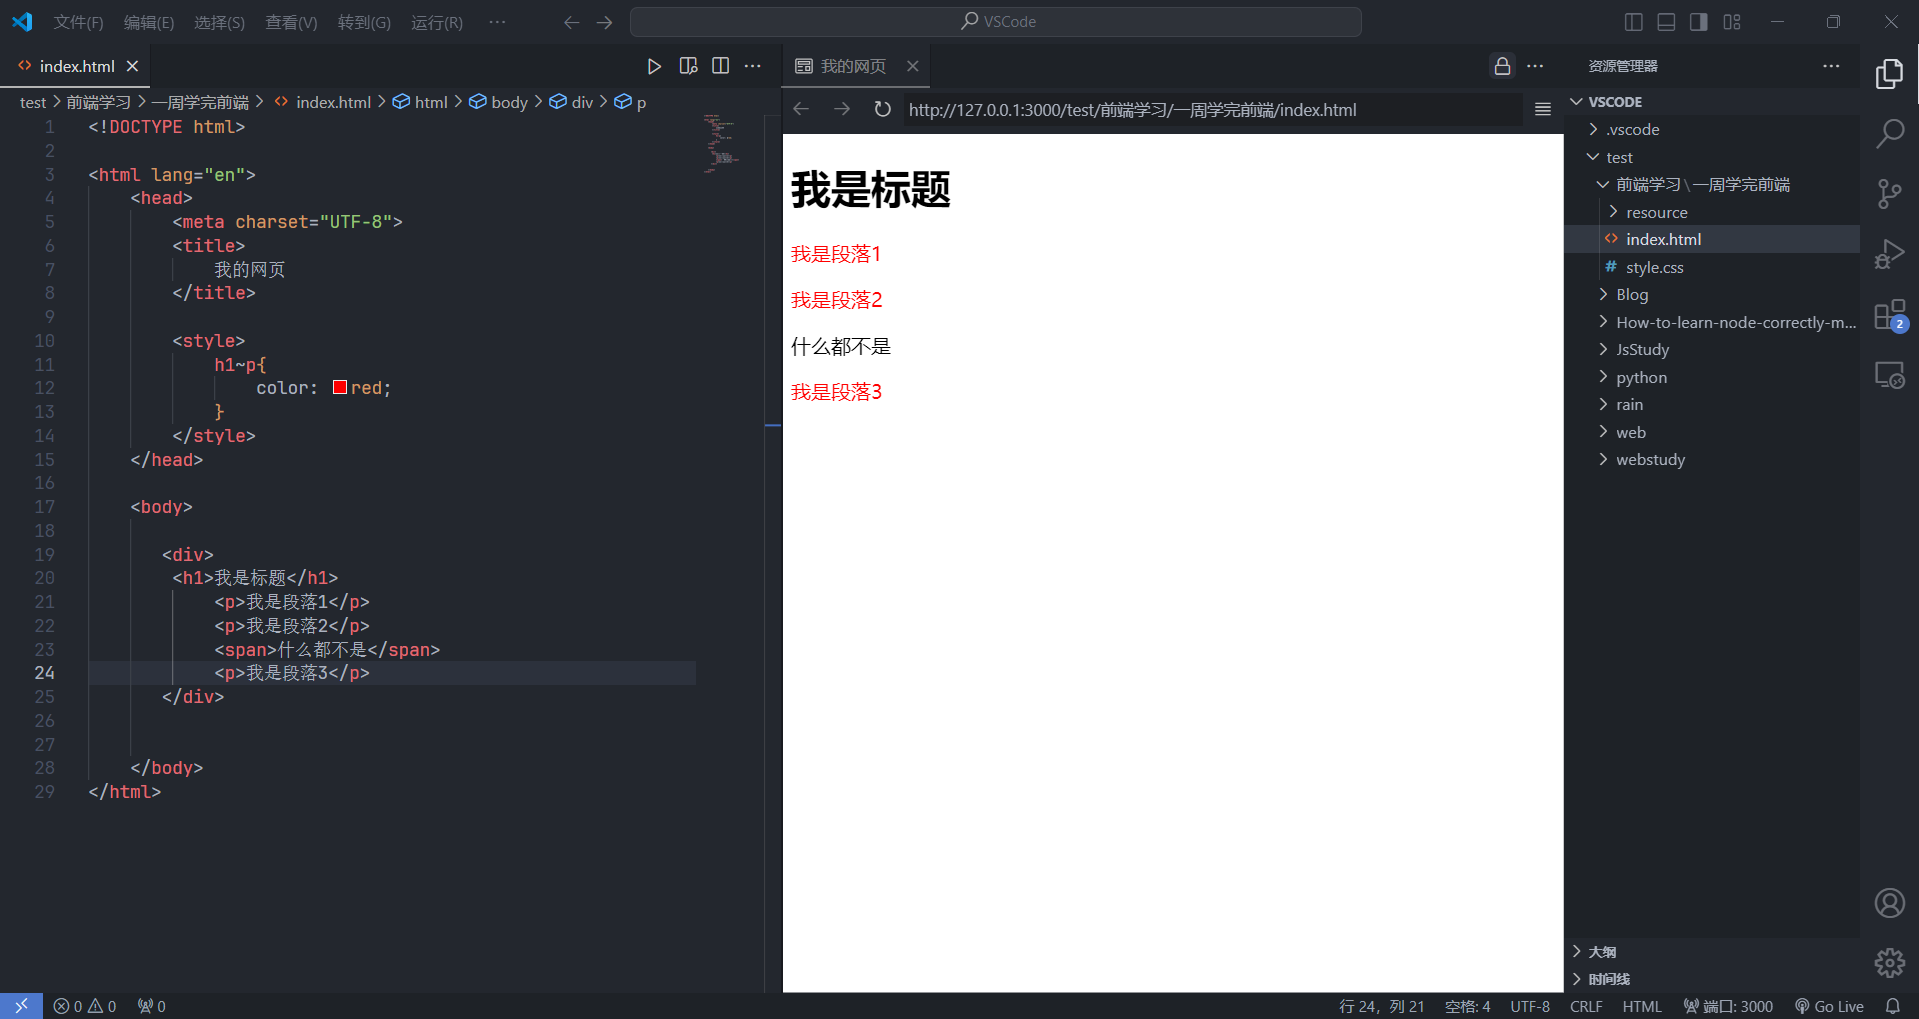 文件(F) 编辑(E) 选择(S) 查看(V) 转到(G) 运行(R) ··· VSCode
index.html
test > 前端学习 > 一周学完前端 > index.html > html > body > div > p
1 <!DOCTYPE html>
2
3 <html lang="en">
4 <head>
5 <meta charset="UTF-8">
6 <title>
7 我的网页
8 </title>
9
10 <style>
11 h1~p{
12 color: red;
13 }
14 </style>
15 </head>
16
17 <body>
18
19 <div>
20 <h1>我是标题</h1>
21 <p>我是段落1</p>
22 <p>我是段落2</p>
23 <span>什么都不是</span>
24 <p>我是段落3</p>
25 </div>
26
27
28 </body>
29 </html>
我的网页
http://127.0.0.1:3000/test/前端学习/一周学完前端/index.html
我是标题
我是段落1
我是段落2
什么都不是
我是段落3
资源管理器
VSCODE
.vscode
test
前端学习\一周学完前端
resource
index.html
# style.css
Blog
How-to-learn-node-correctly-m...
JsStudy
python
rain
web
webstudy
2
大纲
时间线
0 0 0 行 24，列 21 空格: 4 UTF-8 CRLF HTML 端口: 3000 Go Live